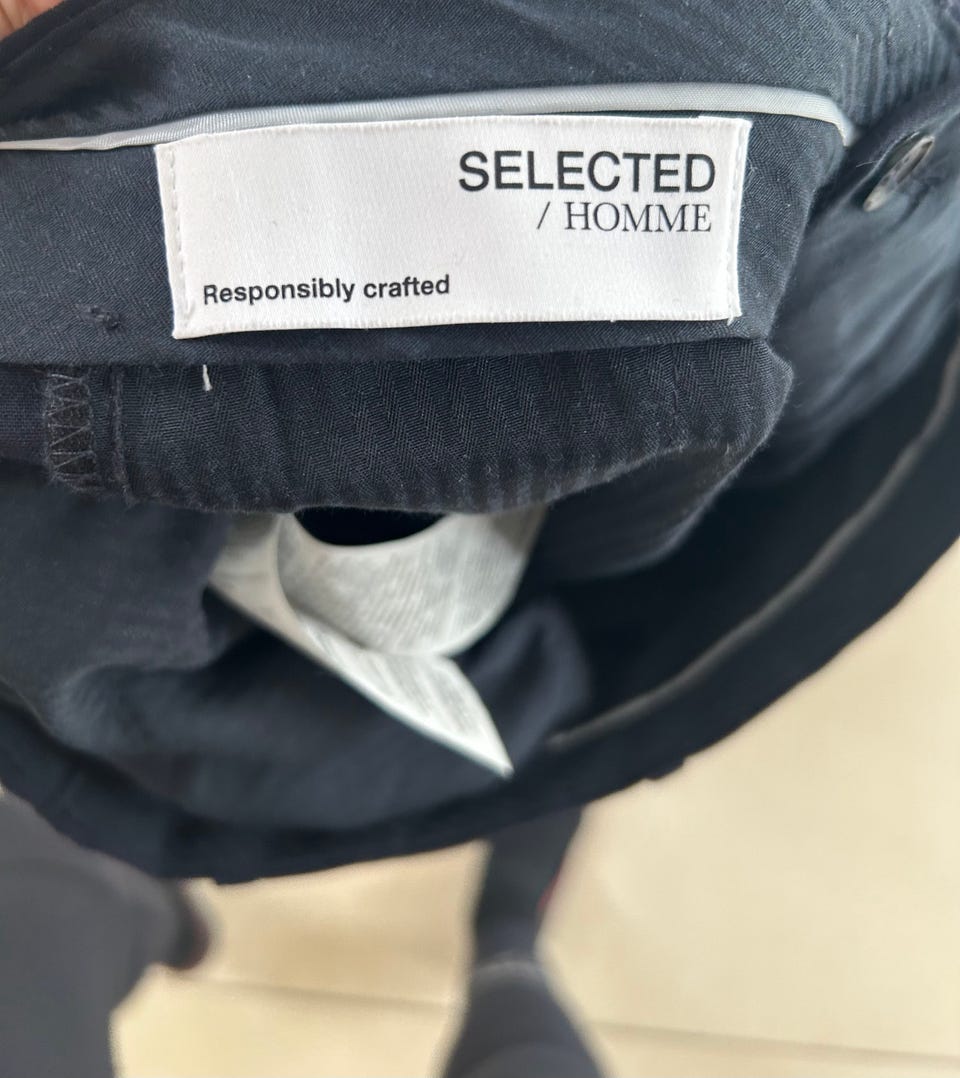 SELECTED
/ HOMME
Responsibly crafted